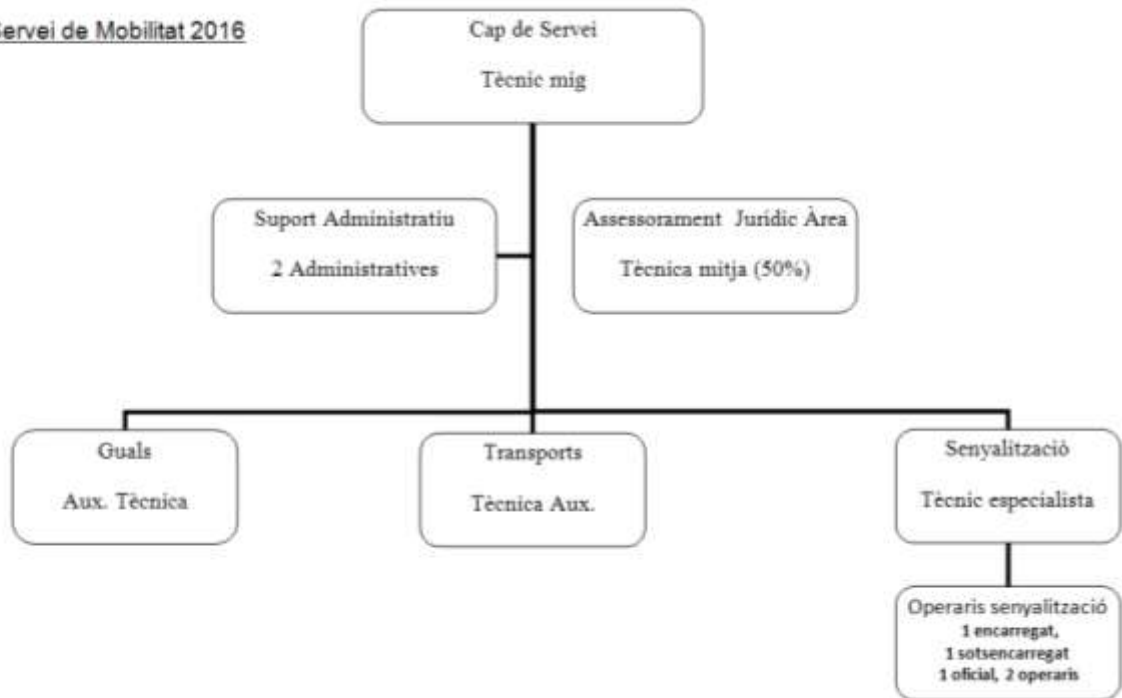 Servei de Mobilitat 2016
Cap de Servei
Tècnic mig
Suport Administratiu
2 Administratives
Assessorament Jurídic Àrea
Tècnica mitja (50%)
Guals
Aux. Tècnica
Transports
Tècnica Aux.
Senyalització
Tècnic especialista
Operaris senyalització
1 encarregat,
1 sotsencarregat
1 oficial, 2 operaris